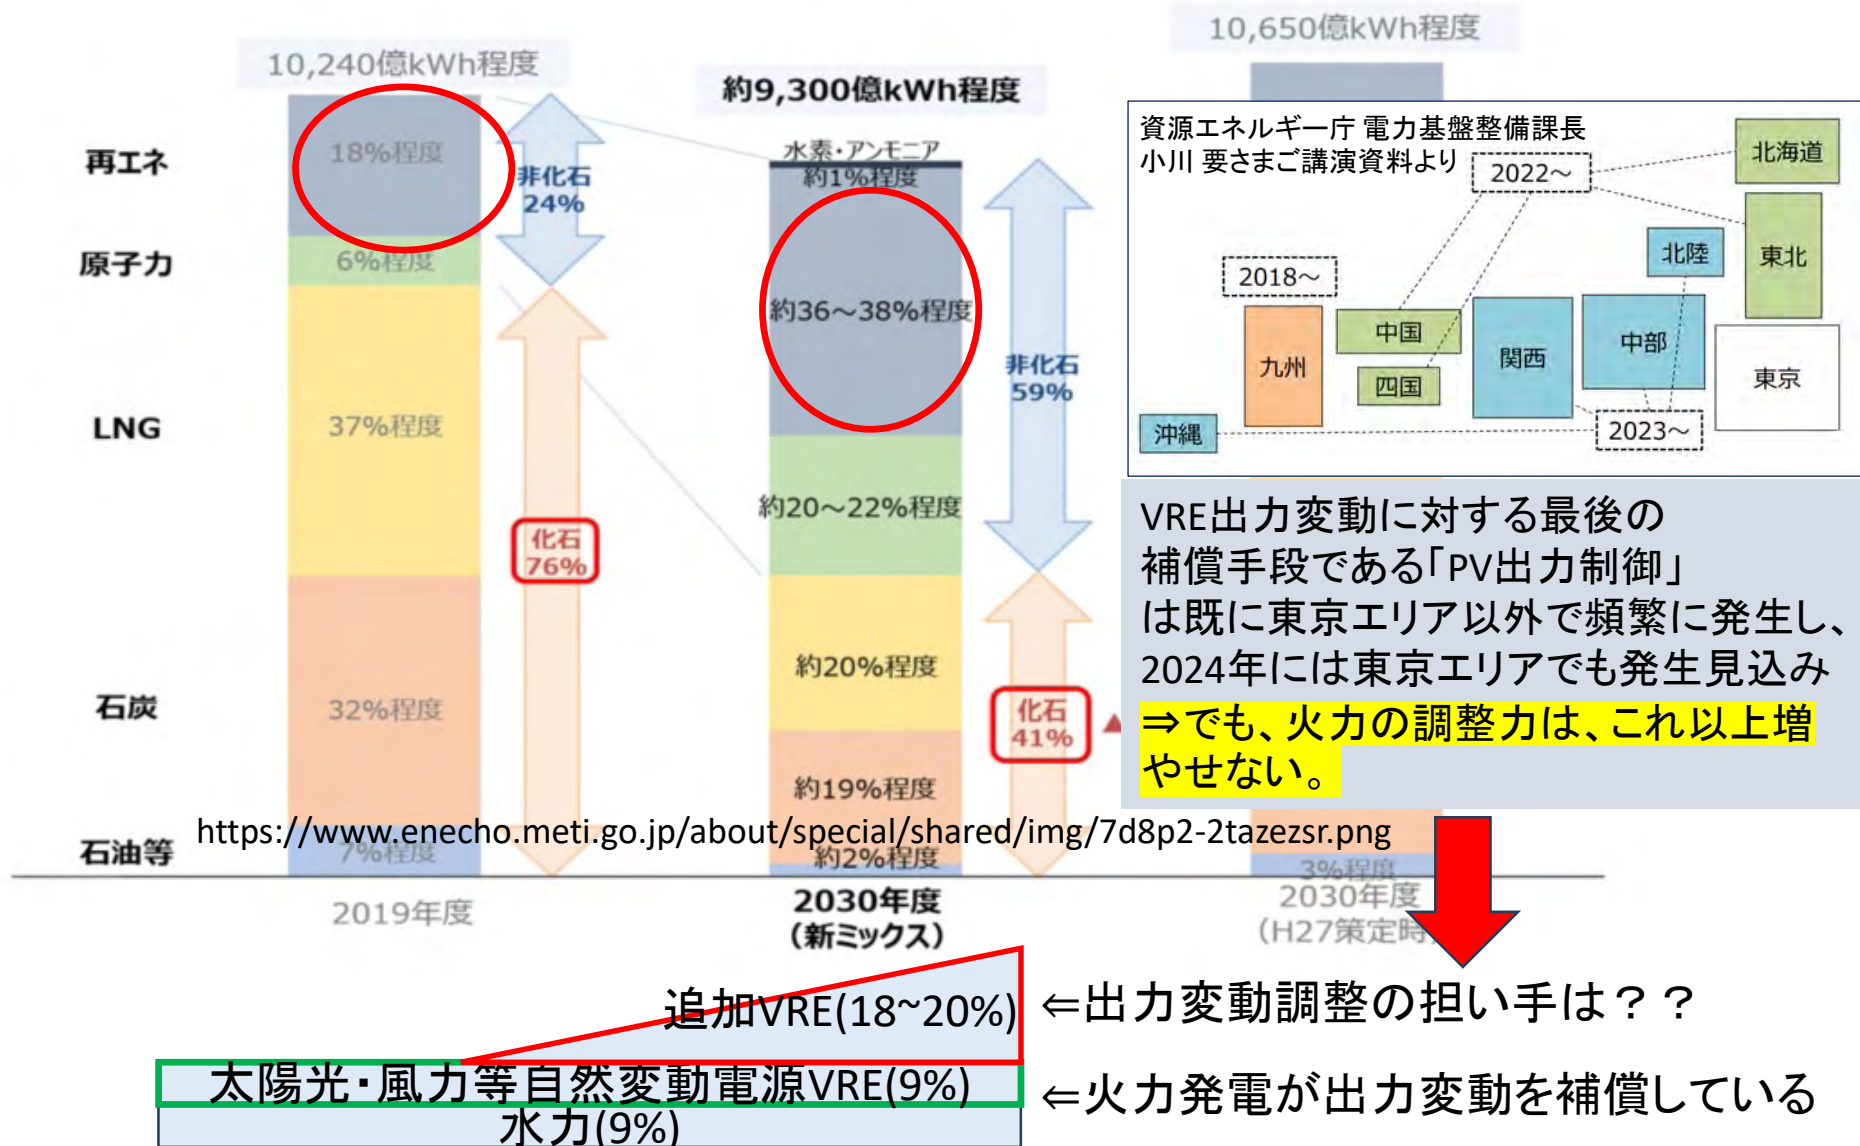 10,240億kWh程度
約9,300億kWh程度
10,650億kWh程度
再エネ
原子力
LNG
石炭
石油等
18%程度
6%程度
37%程度
32%程度
7%程度
非化石
24%
化石
76%
水素・アンモニア
約1%程度
約36～38%程度
約20～22%程度
約20%程度
約19%程度
約2%程度
非化石
59%
化石
41%
▲
3%程度
2019年度
2030年度
（新ミックス）
2030年度
（H27策定時）
https://www.enecho.meti.go.jp/about/special/shared/img/7d8p2-2tazezsr.png
資源エネルギー庁 電力基盤整備課長
小川 要さまご講演資料より
2022～
北海道
北陸
東北
2018～
中国
九州
四国
関西
中部
東京
沖縄
2023～
VRE出力変動に対する最後の
補償手段である「PV出力制御」
は既に東京エリア以外で頻繁に発生し、
2024年には東京エリアでも発生見込み
⇒でも、火力の調整力は、これ以上増
やせない。
追加VRE(18~20%)
⇐出力変動調整の担い手は？？
太陽光・風力等自然変動電源VRE(9%)
⇐火力発電が出力変動を補償している
水力(9%)